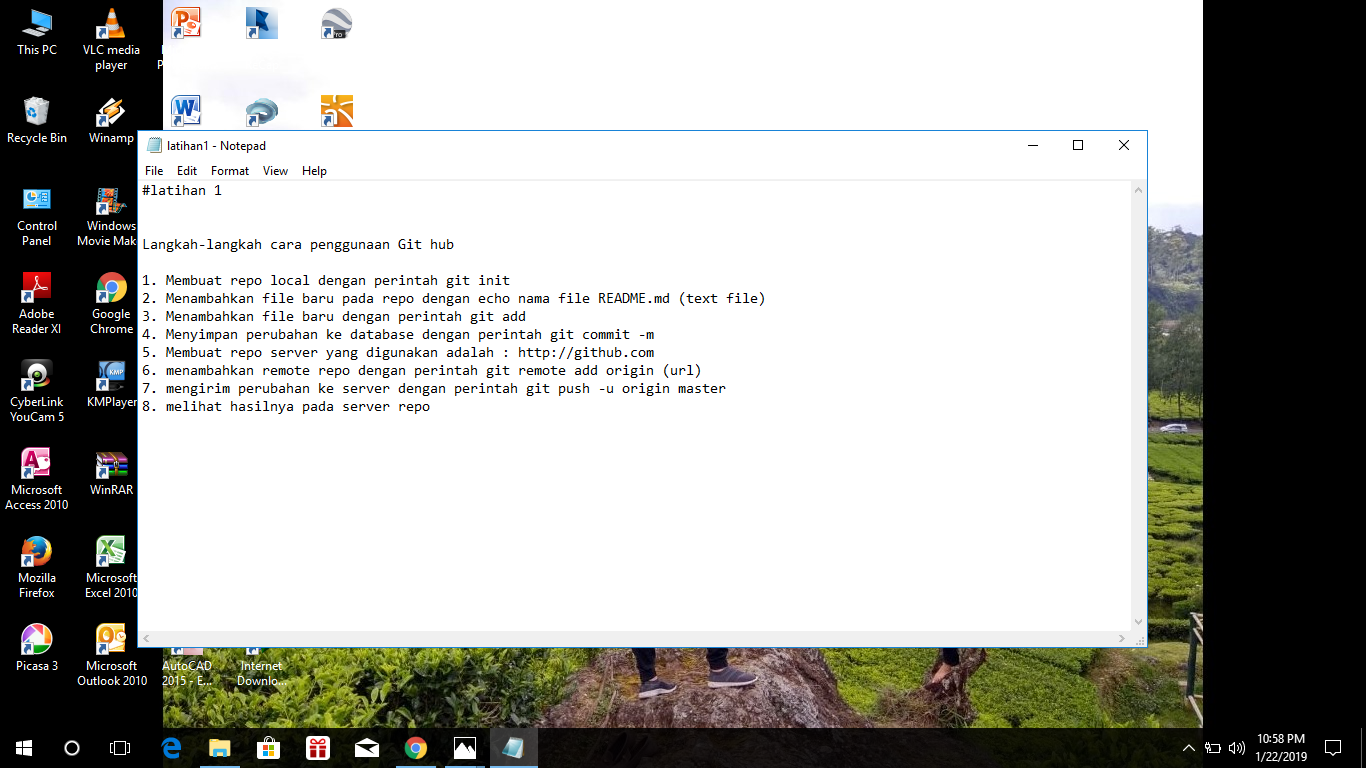 This PC
VLC media
player
Recycle Bin
Winamp
Control
Panel
Windows
Movie Mak
Adobe
Reader XI
Google
Chrome
CyberLink
YouCam 5
KMPlayer
Microsoft
Access 2010
WinRAR
Mozilla
Firefox
Microsoft
Excel 2010
Picasa 3
Microsoft
Outlook 2010
AutoCAD
2015 - E...
Internet
Downlo...
latihan1 - Notepad
File Edit Format View Help
#latihan 1
Langkah-langkah cara penggunaan Git hub
1. Membuat repo local dengan perintah git init
2. Menambahkan file baru pada repo dengan echo nama file README.md (text file)
3. Menambahkan file baru dengan perintah git add
4. Menyimpan perubahan ke database dengan perintah git commit -m
5. Membuat repo server yang digunakan adalah : http://github.com
6. menambahkan remote repo dengan perintah git remote add origin (url)
7. mengirim perubahan ke server dengan perintah git push -u origin master
8. melihat hasilnya pada server repo
10:58 PM
1/22/2019